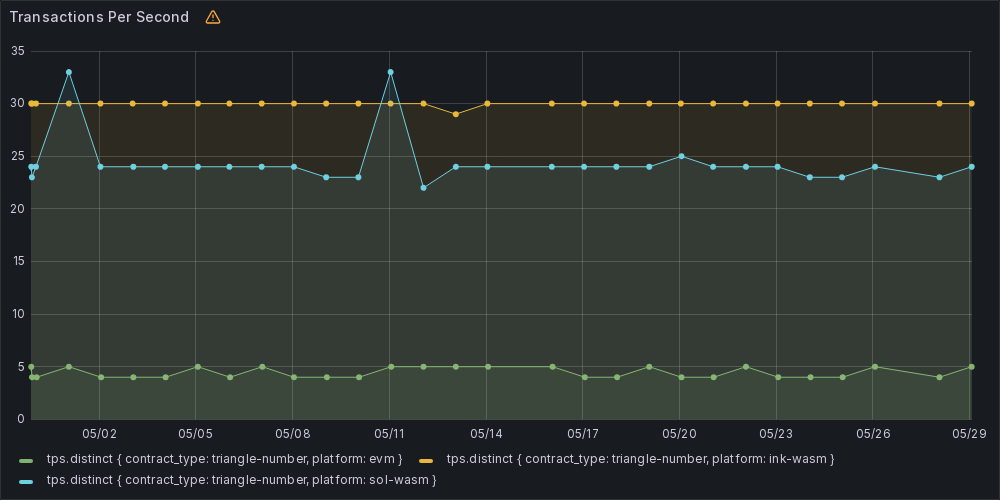 Transactions Per Second
35
30
25
20
15
10
5
0
05/02 05/05 05/08 05/11 05/14 05/17 05/20 05/23 05/26 05/29
tps.distinct { contract_type: triangle-number, platform: evm } tps.distinct { contract_type: triangle-number, platform: ink-wasm }
tps.distinct { contract_type: triangle-number, platform: sol-wasm }